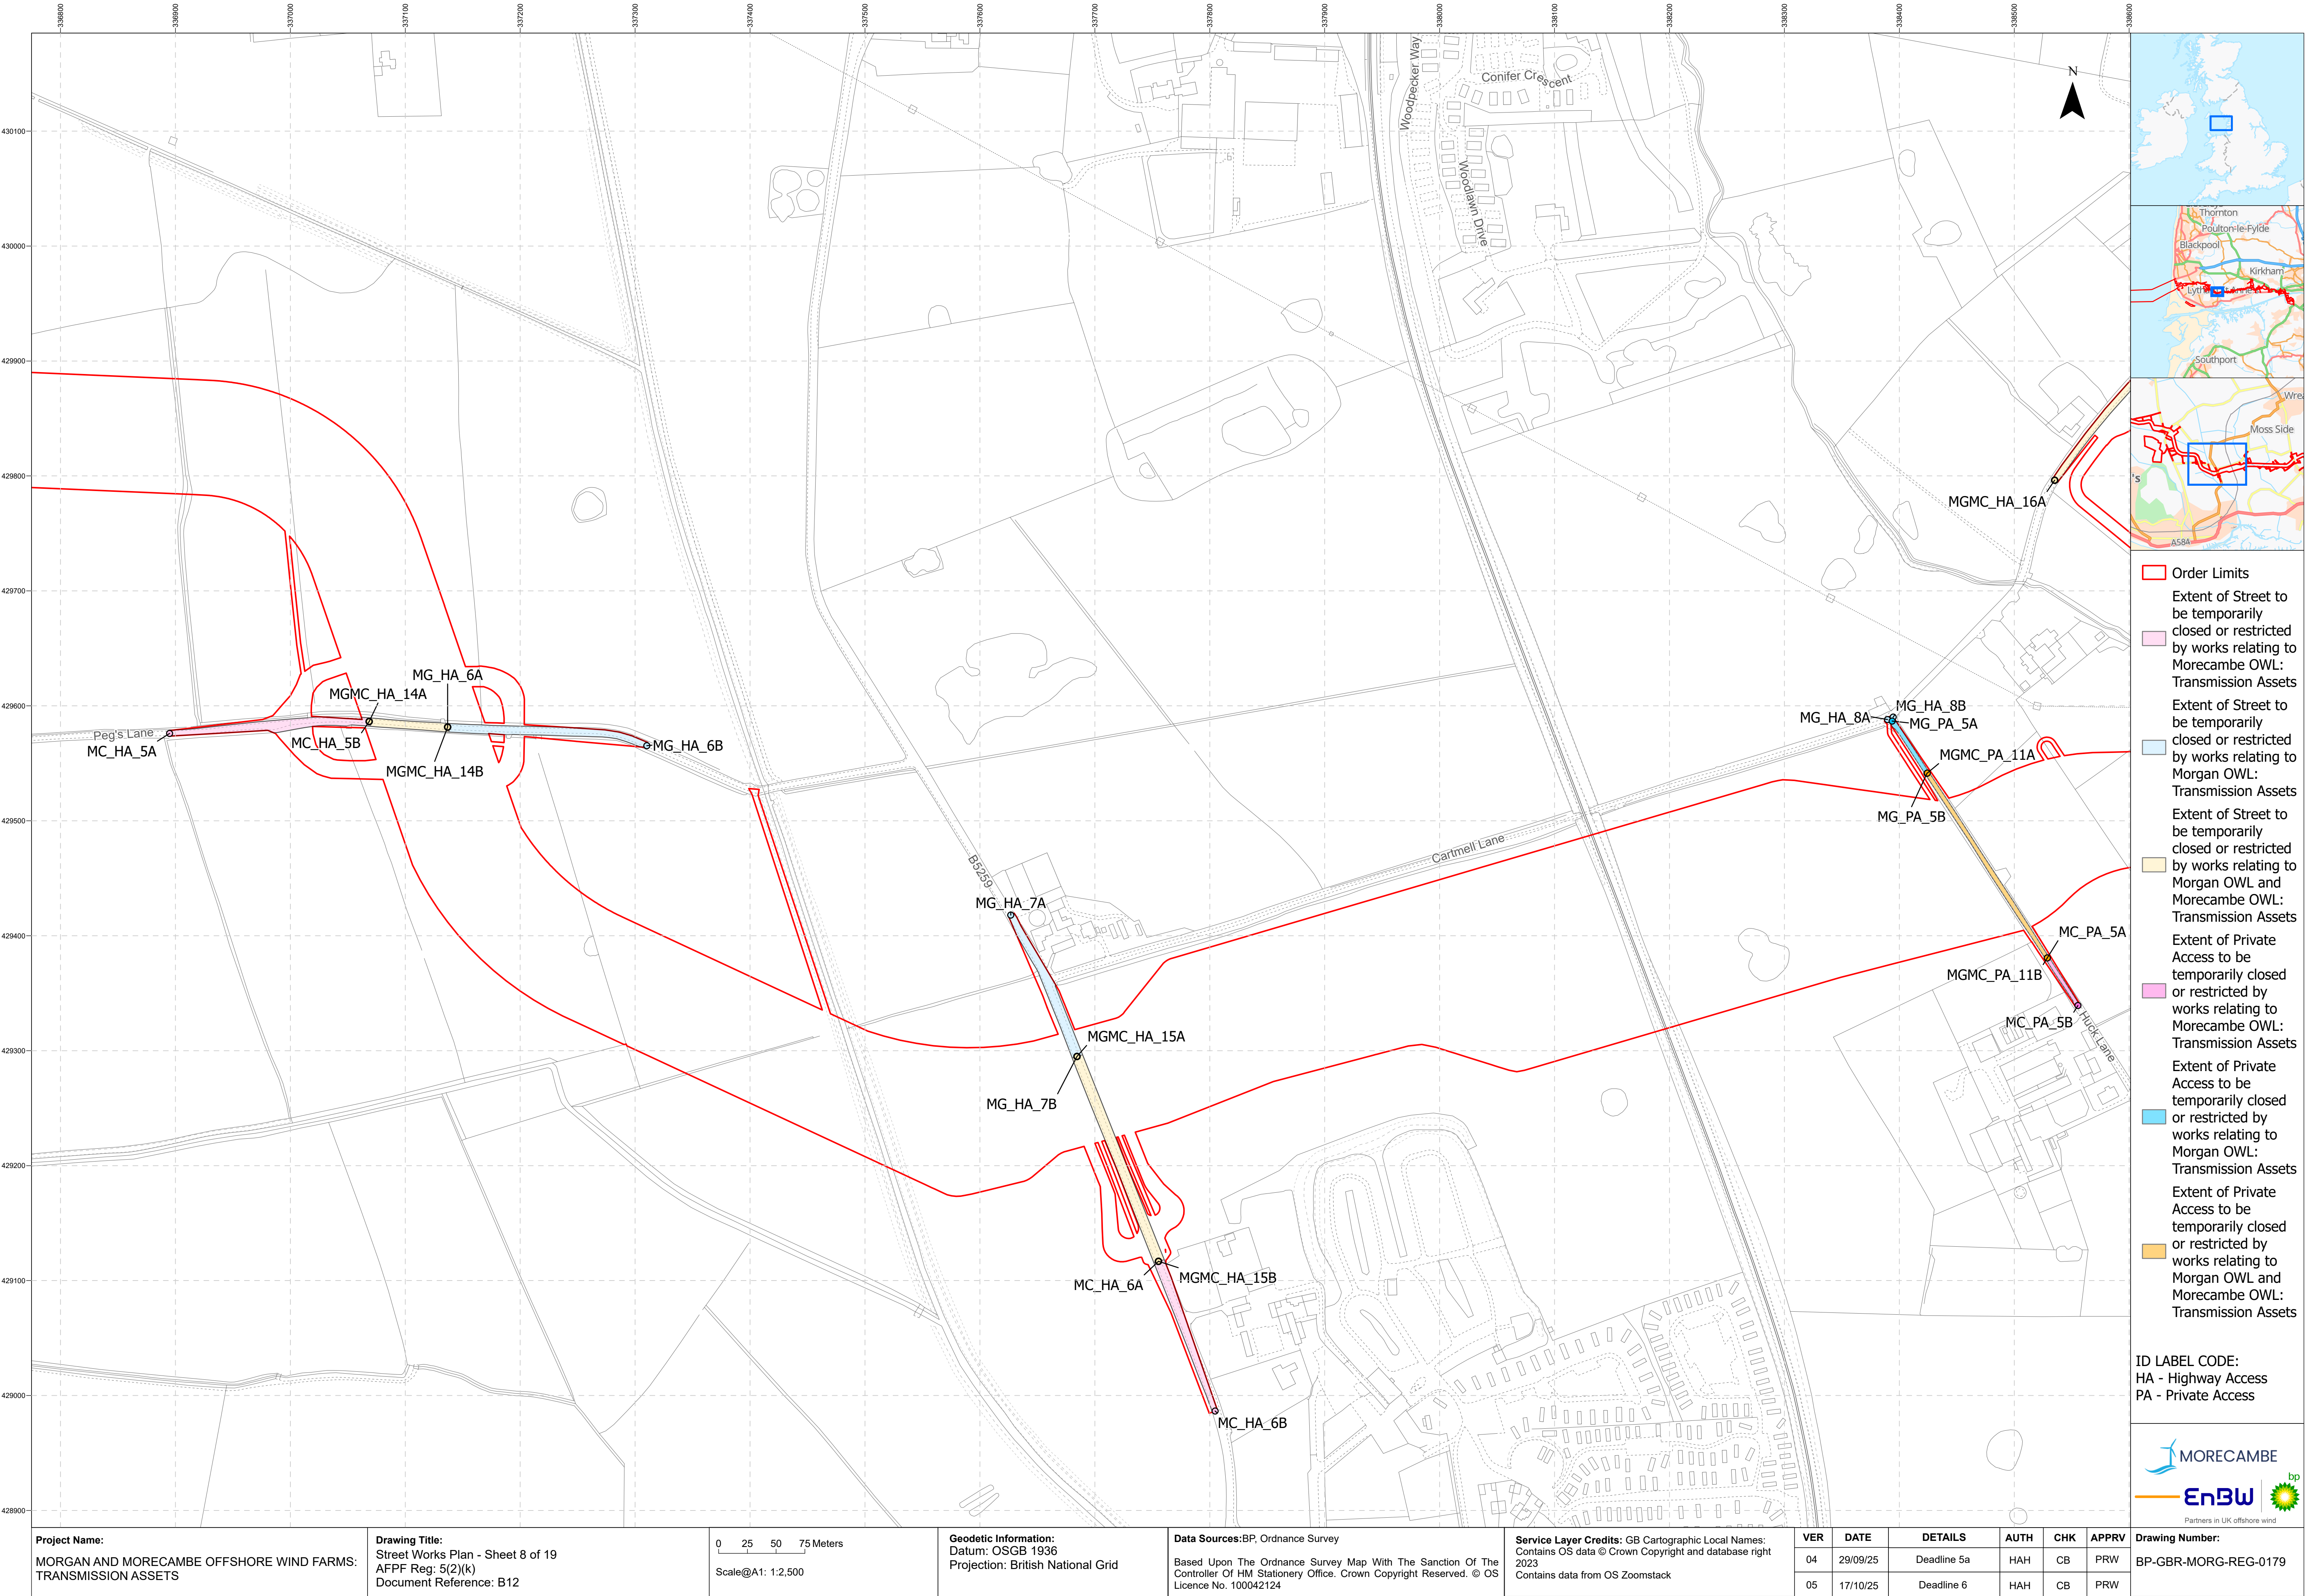 336800
336900
337000
337100
337200
337300
337400
337500
337600
337700
337800
337900
338000
338100
338200
338300
338400
338500
338600
430100
430000
429900
429800
429700
429600
429500
429400
429300
429200
429100
429000
428900
N
Woodpecker Way
Conifer Crescent
Woodlawn Drive
MGMC_HA_16A
MG_HA_6A
MGMC_HA_14A
Peg's Lane
MC_HA_5A
MC_HA_5B
MGMC_HA_14B
MG_HA_6B
MG_HA_8B
MG_HA_8A
MG_PA_5A
MGMC_PA_11A
MG_PA_5B
Cartmell Lane
B5259
MG_HA_7A
MC_PA_5A
MGMC_PA_11B
MC_PA_5B
Huck Lane
MGMC_HA_15A
MG_HA_7B
MC_HA_6A
MGMC_HA_15B
MC_HA_6B
Thornton
Poulton-le-Fylde
Blackpool
Kirkham
Southport
Moss Side
's
A584
Order Limits
Extent of Street to
be temporarily
closed or restricted
by works relating to
Morecambe OWL:
Transmission Assets
Extent of Street to
be temporarily
closed or restricted
by works relating to
Morgan OWL:
Transmission Assets
Extent of Street to
be temporarily
closed or restricted
by works relating to
Morgan OWL and
Morecambe OWL:
Transmission Assets
Extent of Private
Access to be
temporarily closed
or restricted by
works relating to
Morecambe OWL:
Transmission Assets
Extent of Private
Access to be
temporarily closed
or restricted by
works relating to
Morgan OWL:
Transmission Assets
Extent of Private
Access to be
temporarily closed
or restricted by
works relating to
Morgan OWL and
Morecambe OWL:
Transmission Assets
ID LABEL CODE:
HA - Highway Access
PA - Private Access
MORECAMBE
bp
EnBW
Partners in UK offshore wind
Project Name:
MORGAN AND MORECAMBE OFFSHORE WIND FARMS:
TRANSMISSION ASSETS
Drawing Title:
Street Works Plan - Sheet 8 of 19
AFPF Reg: 5(2)(k)
Document Reference: B12
0 25 50 75 Meters
Scale@A1: 1:2,500
Geodetic Information:
Datum: OSGB 1936
Projection: British National Grid
Data Sources:BP, Ordnance Survey
Based Upon The Ordnance Survey Map With The Sanction Of The
Controller Of HM Stationery Office. Crown Copyright Reserved. © OS
Licence No. 100042124
Service Layer Credits: GB Cartographic Local Names:
Contains OS data © Crown Copyright and database right
2023
Contains data from OS Zoomstack
VER DATE DETAILS AUTH CHK APPRV
04 29/09/25 Deadline 5a HAH CB PRW
05 17/10/25 Deadline 6 HAH CB PRW
Drawing Number:
BP-GBR-MORG-REG-0179